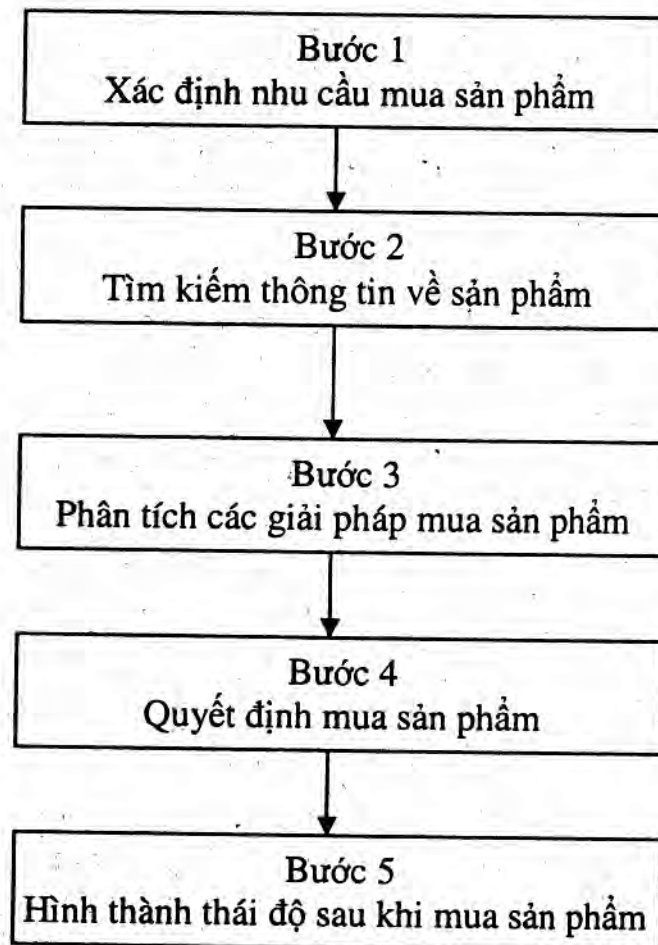 Bước 1
Xác định nhu cầu mua sản phẩm
Bước 2
Tìm kiếm thông tin về sản phẩm
Bước 3
Phân tích các giải pháp mua sản phẩm
Bước 4
Quyết định mua sản phẩm
Bước 5
Hình thành thái độ sau khi mua sản phẩm